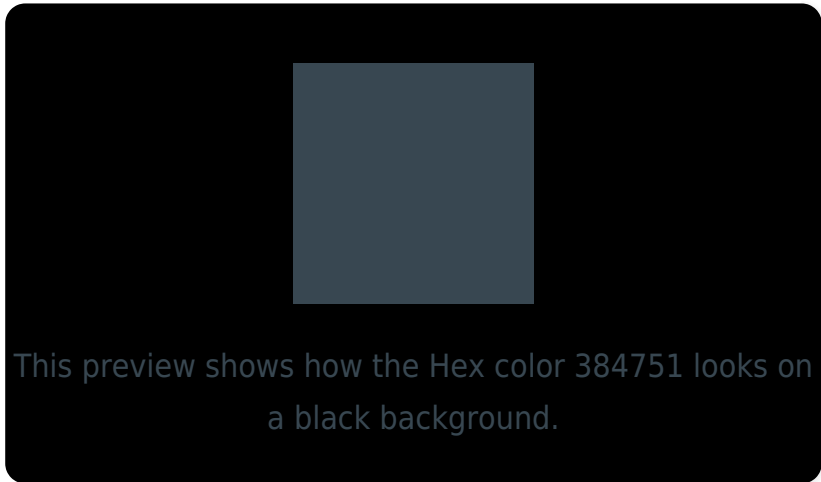 This preview shows how the Hex color 384751 looks on
a black background.